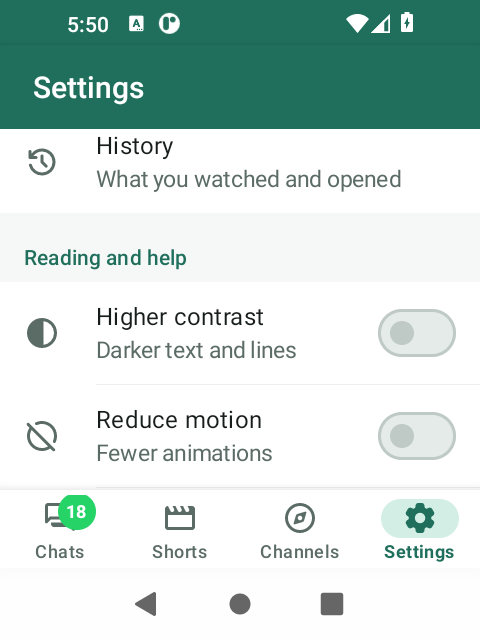 5:50
Settings
History
What you watched and opened
Reading and help
Higher contrast
Darker text and lines
Reduce motion
Fewer animations
18
Chats
Shorts
Channels
Settings